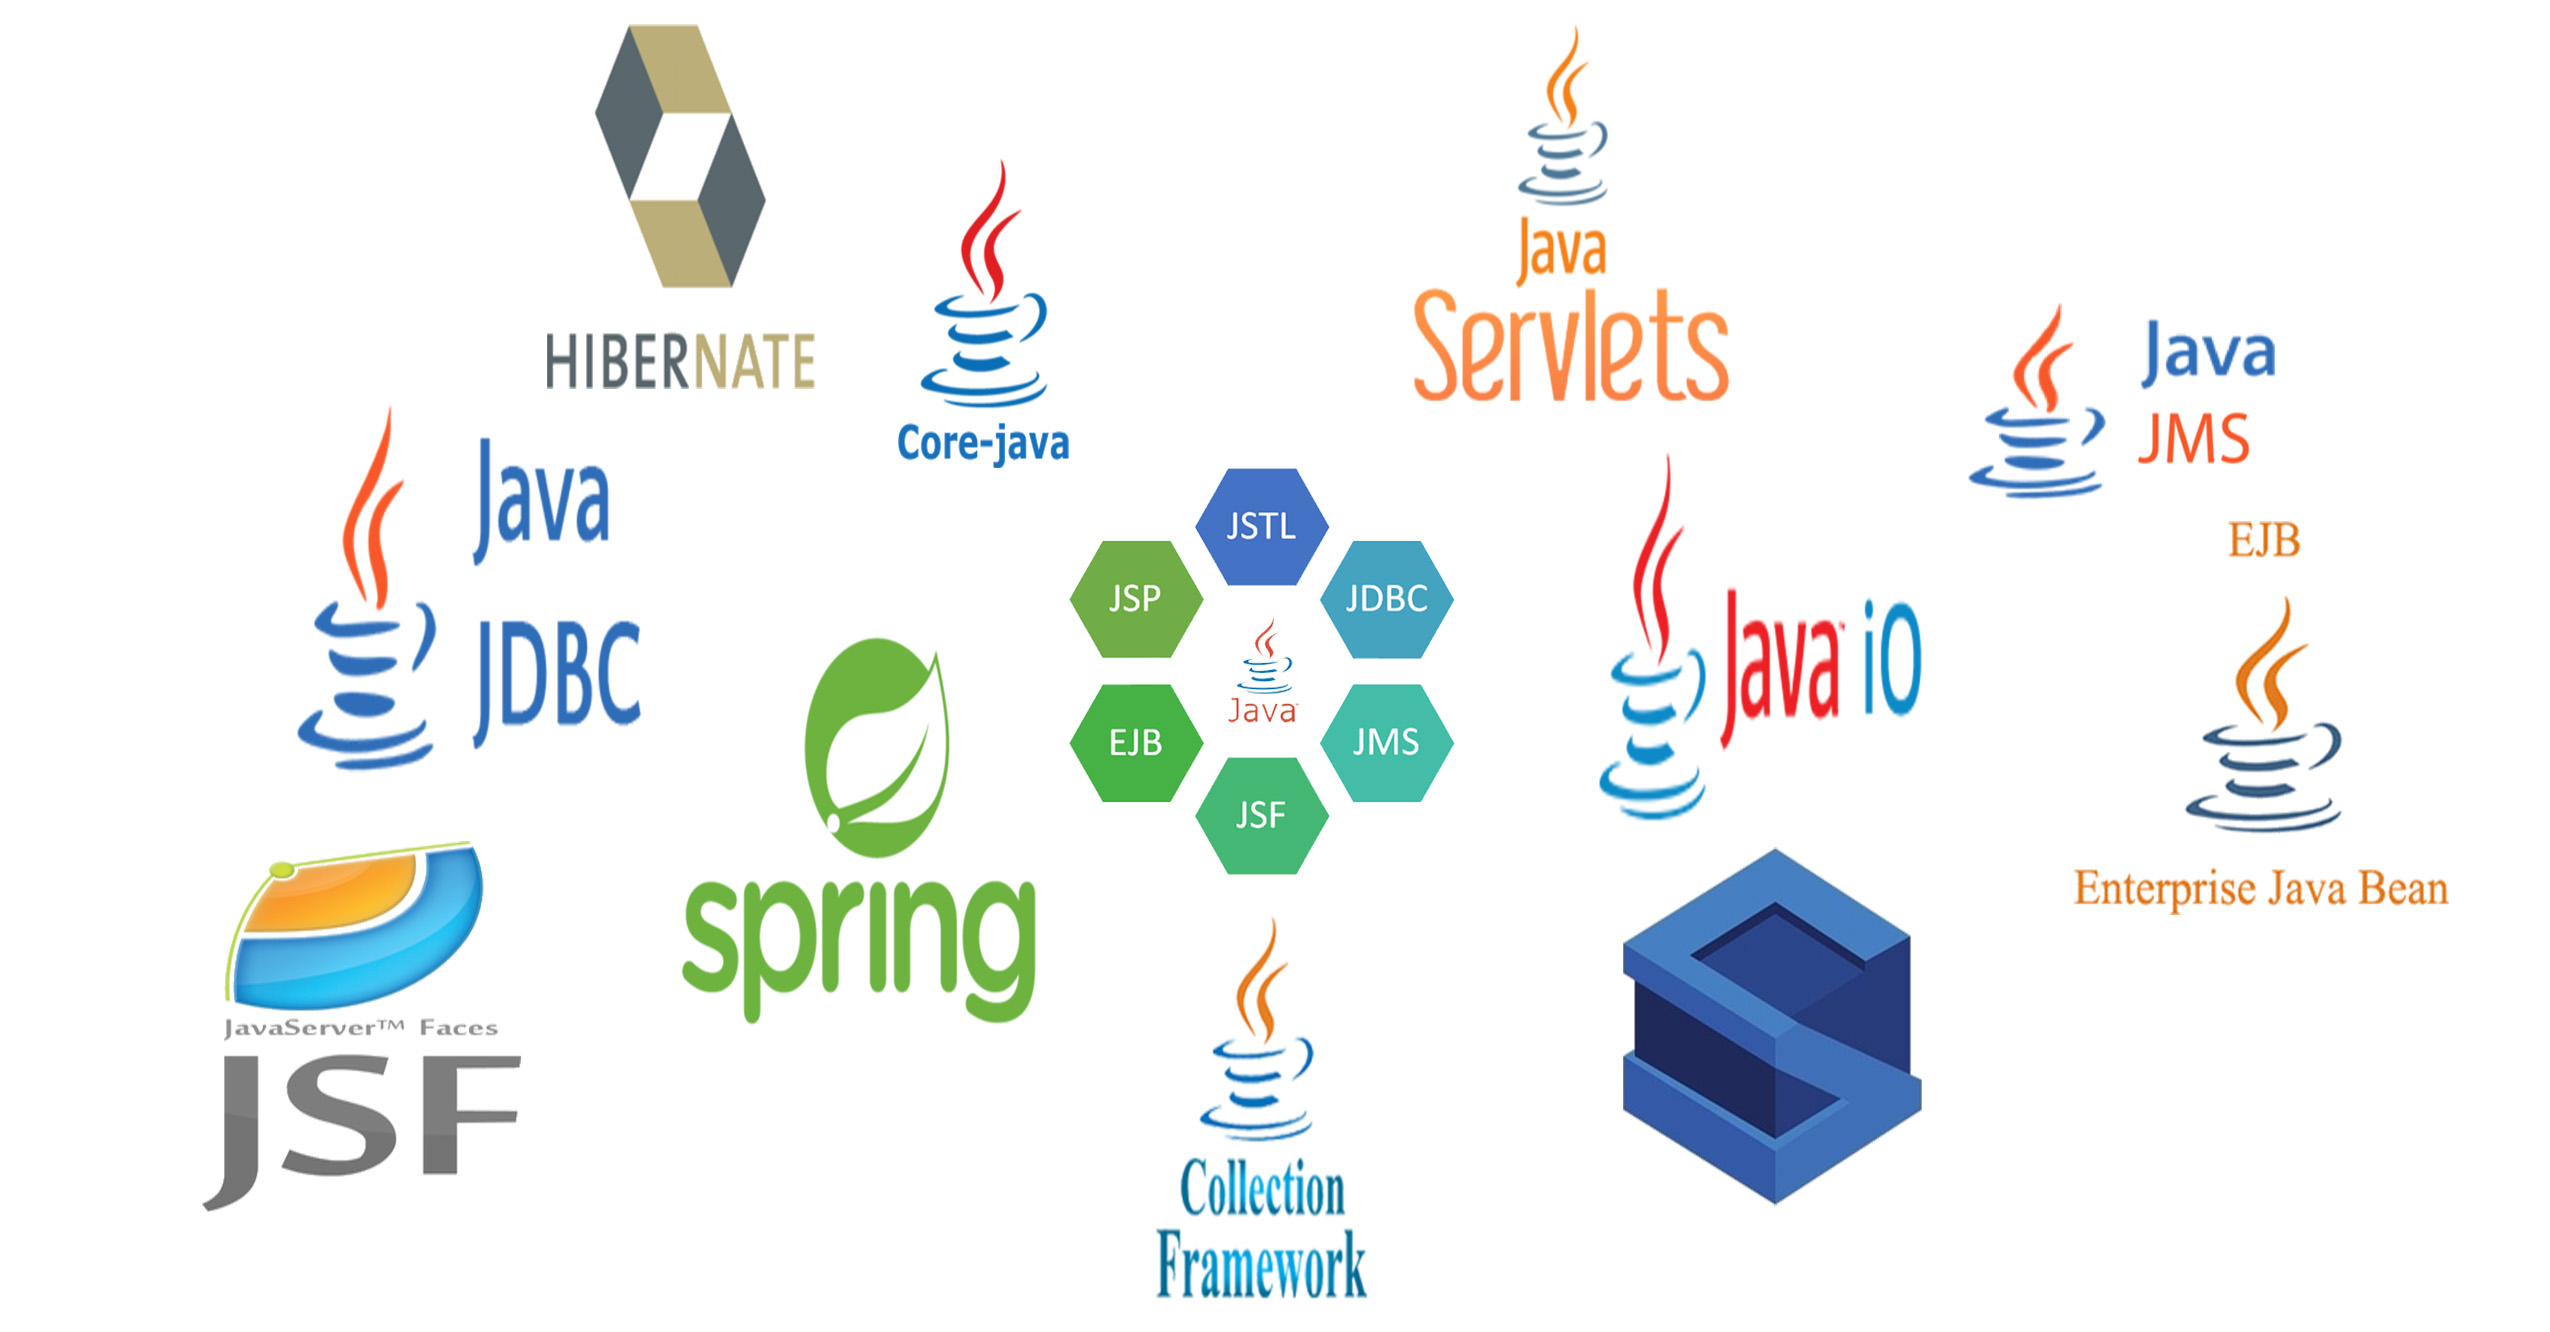 HIBERNATE
Core-java
Java
Servlets
Java
JMS
Java
JDBC
JSTL
JSP
JDBC
Java
EJB
JMS
JSF
spring
Java™ iO
EJB
Enterprise Java Bean
JavaServer™ Faces
JSF
Collection
Framework